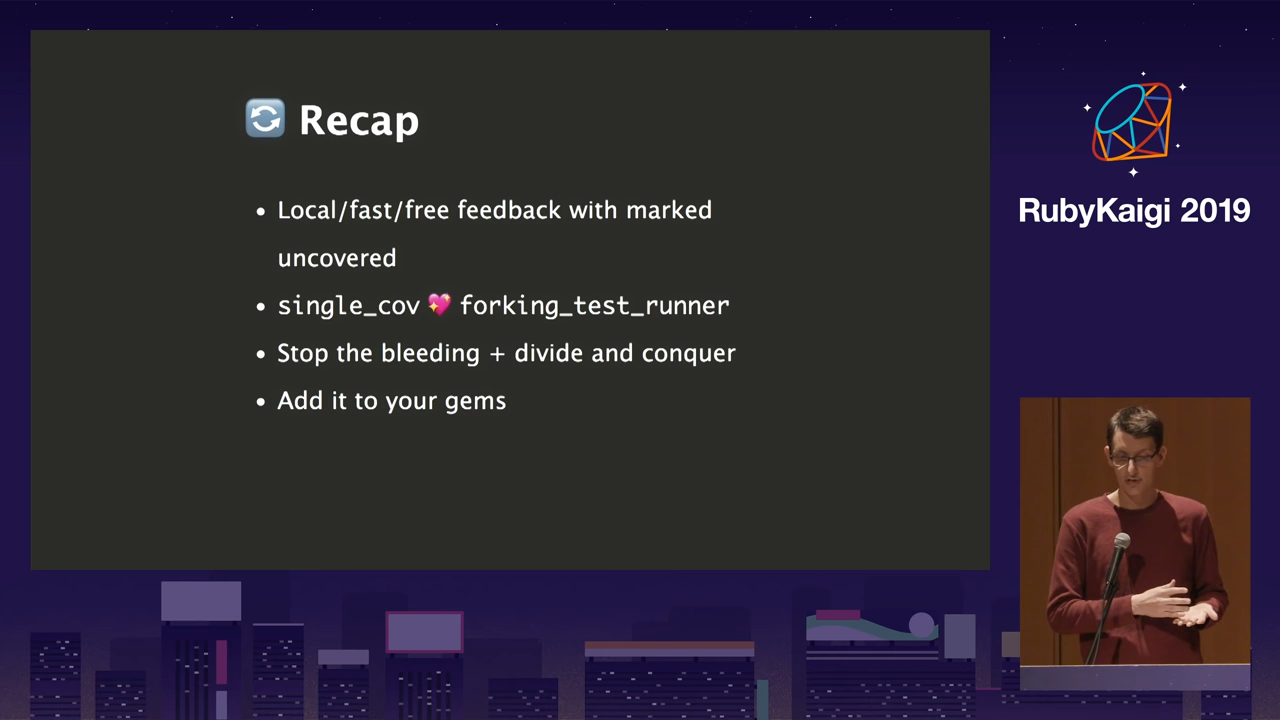 🔄 Recap
• Local/fast/free feedback with marked
uncovered
• single_cov 💖 forking_test_runner
• Stop the bleeding + divide and conquer
• Add it to your gems
RubyKaigi 2019